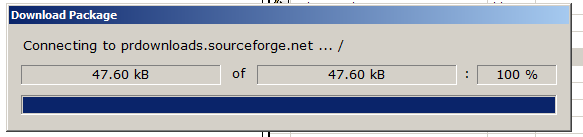 Download Package
Connecting to prdownloads.sourceforge.net ... /
47.60 kB of 47.60 kB : 100 %